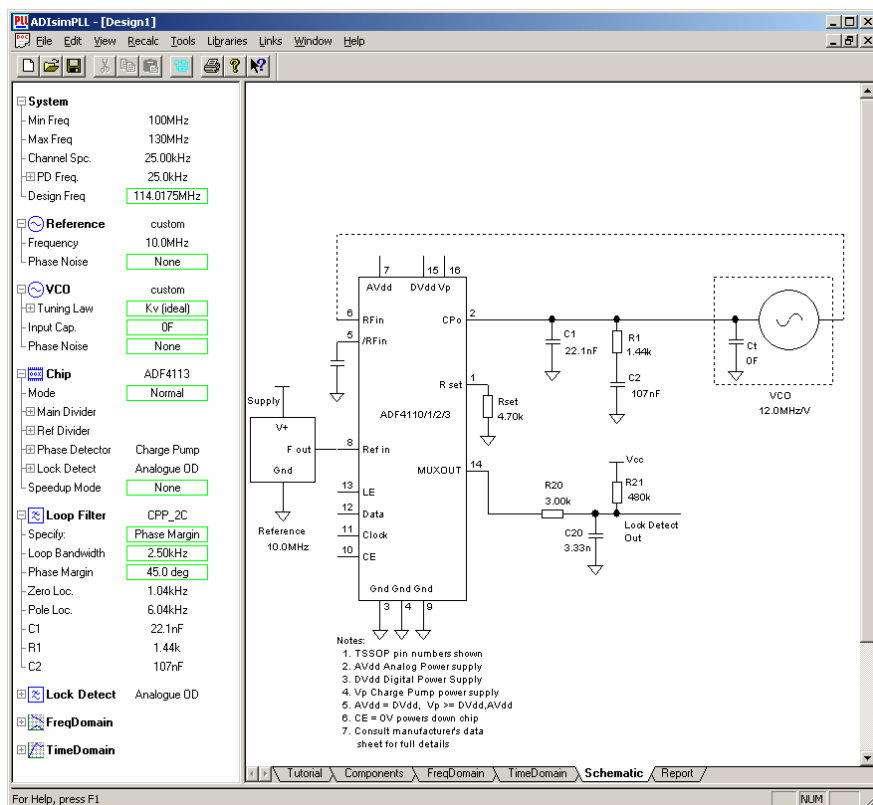 PLL ADIsimPLL - [Design1]
DOC File Edit View Recalc Tools Libraries Links Window Help
System
Min Freq 100MHz
Max Freq 130MHz
Channel Spc. 25.00kHz
PD Freq. 25.0kHz
Design Freq 114.0175MHz
Reference custom
Frequency 10.0MHz
Phase Noise None
VCO custom
Tuning Law Kv (ideal)
Input Cap. 0F
Phase Noise None
Chip ADF4113
Mode Normal
Main Divider
Ref Divider
Phase Detector Charge Pump
Lock Detect Analogue OD
Speedup Mode None
Loop Filter CPP_2C
Specify: Phase Margin
Loop Bandwidth 2.50kHz
Phase Margin 45.0 deg
Zero Loc. 1.04kHz
Pole Loc. 6.04kHz
C1 22.1nF
R1 1.44k
C2 107nF
Lock Detect Analogue OD
FreqDomain
TimeDomain
7 15 16
AVdd DVdd Vp
6 RFin CPo 2
5 /RFin
C1
22.1nF
R1
1.44k
C2
107nF
Ct
0F
VCO
12.0MHz/V
R set 1
Rset
4.70k
ADF4110/1/2/3
Supply
V+
F out
Gnd
8 Ref in
Reference
10.0MHz
MUXOUT 14
13 LE
12 Data
11 Clock
10 CE
R20
3.00k
C20
3.33n
Vcc
R21
480k
Lock Detect
Out
Gnd Gnd Gnd
3 4 9
Notes:
1. TSSOP pin numbers shown
2. AVdd Analog Power supply
3. DVdd Digital Power supply
4. Vp Charge Pump power supply
5. AVdd = DVdd, Vp >= DVdd,AVdd
6. CE = 0V powers down chip
7. Consult manufacturer's data
sheet for full details
Tutorial Components FreqDomain TimeDomain Schematic Report
For Help, press F1 NUM